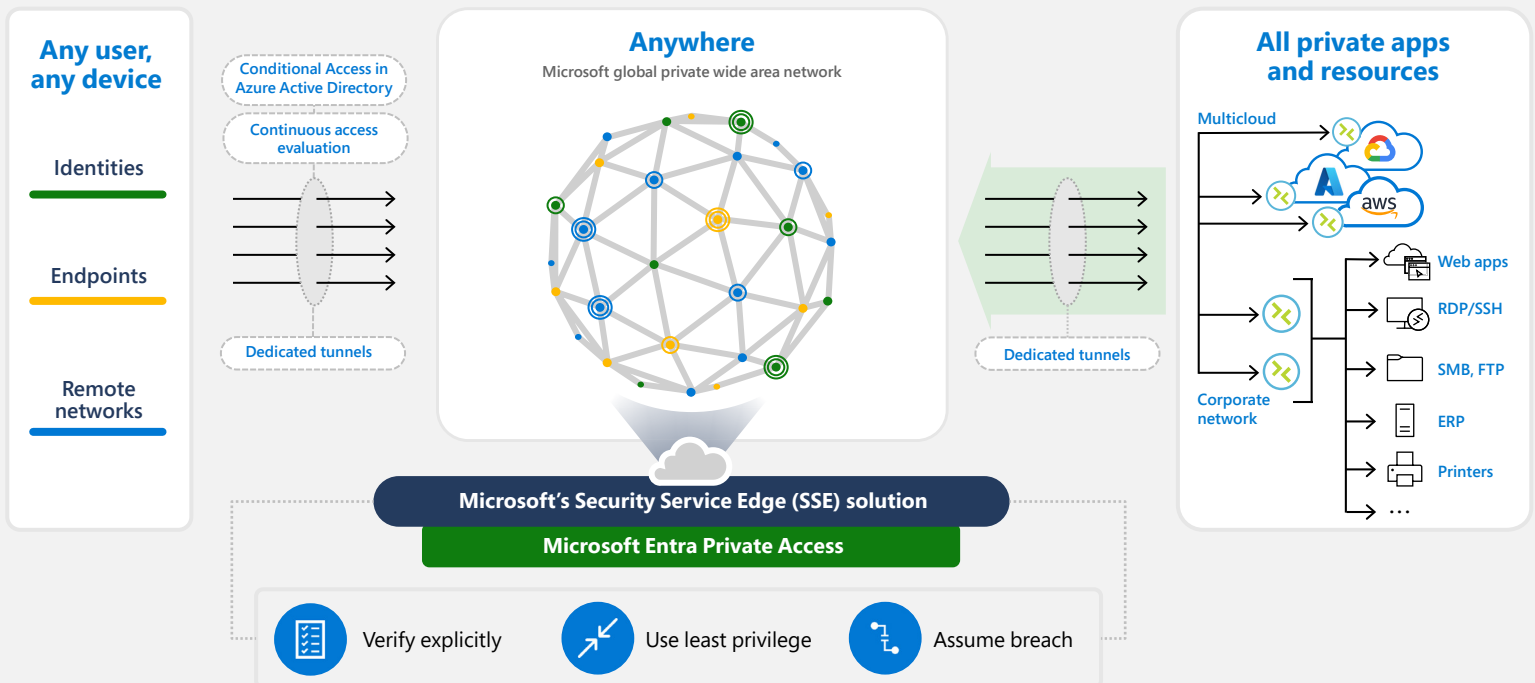 Any user,
any device
Identities
Endpoints
Remote
networks
Conditional Access in
Azure Active Directory
Continuous access
evaluation
Dedicated tunnels
Anywhere
Microsoft global private wide area network
Dedicated tunnels
All private apps
and resources
Multicloud
aws
Corporate
network
Web apps
RDP/SSH
SMB, FTP
ERP
Printers
...
Microsoft’s Security Service Edge (SSE) solution
Microsoft Entra Private Access
Verify explicitly
Use least privilege
Assume breach